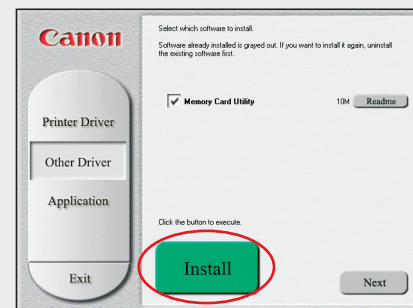 Canon
Select which software to install.
Software already installed is grayed out. If you want to install it again, uninstall
the existing software first.
Memory Card Utility 10M Readme
Printer Driver
Other Driver
Application
Click the button to execute.
Install
Exit
Next